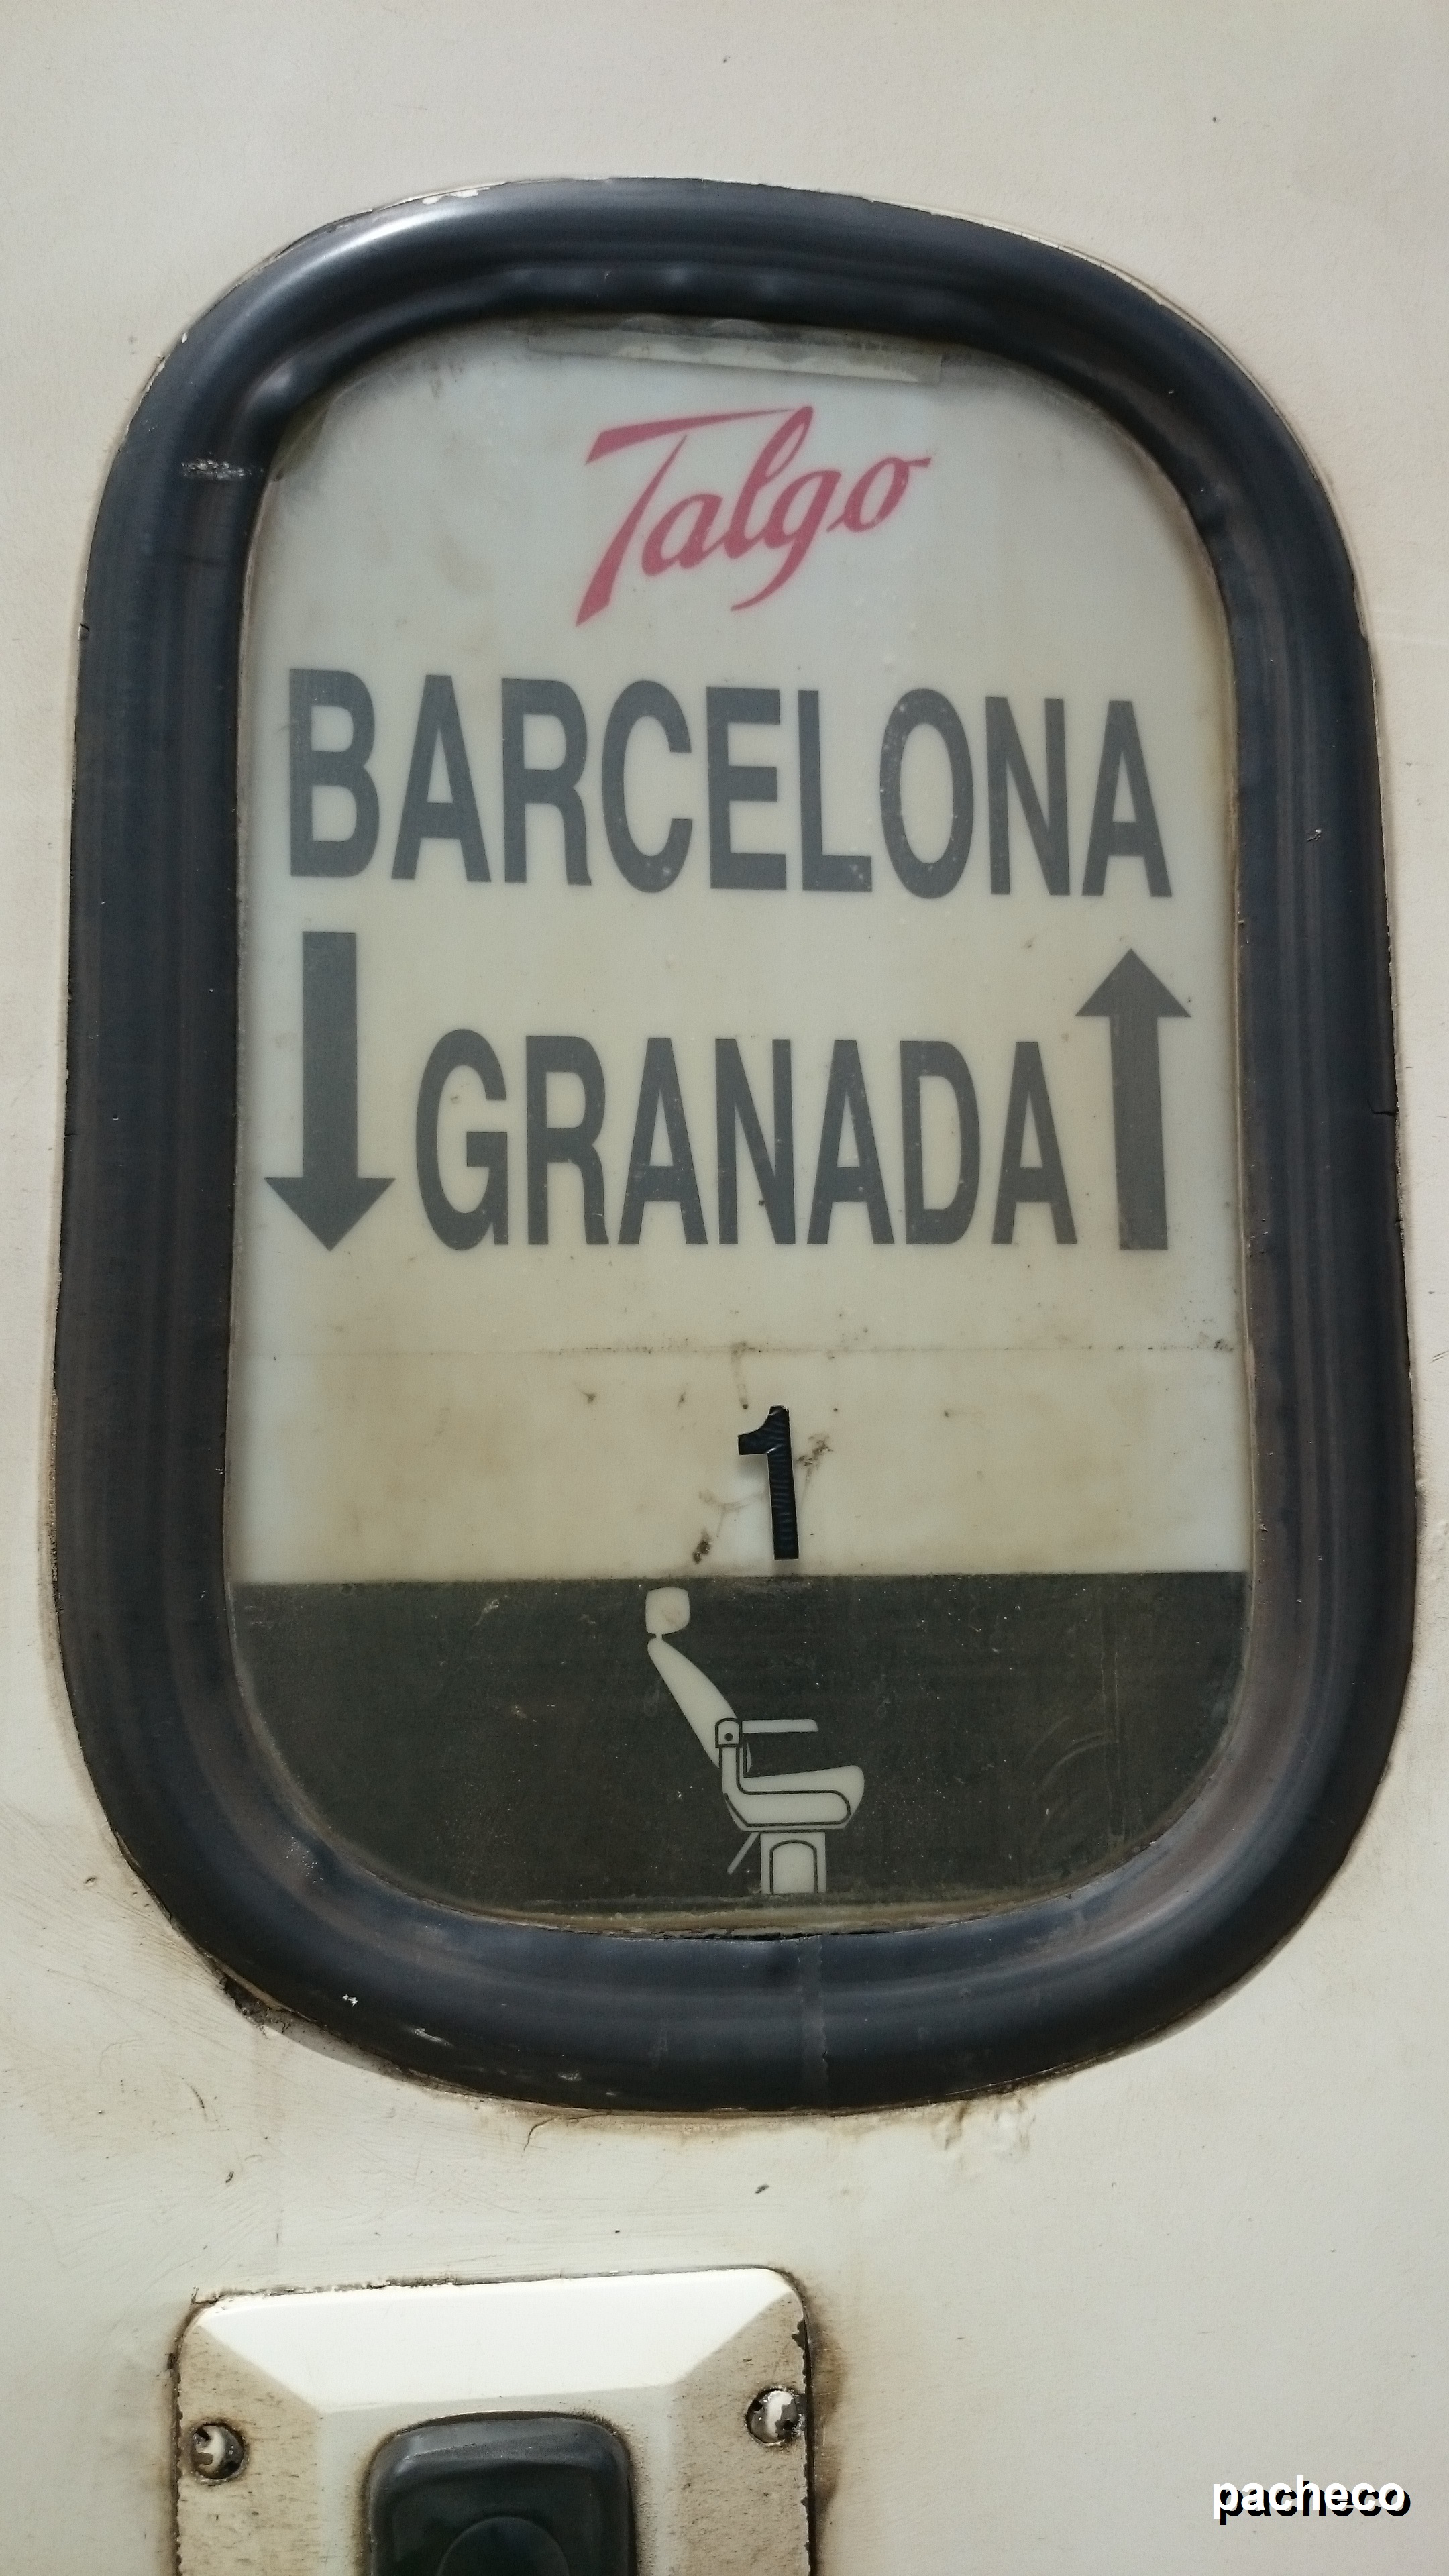 Talgo
BARCELONA
GRANADA
1
pacheco